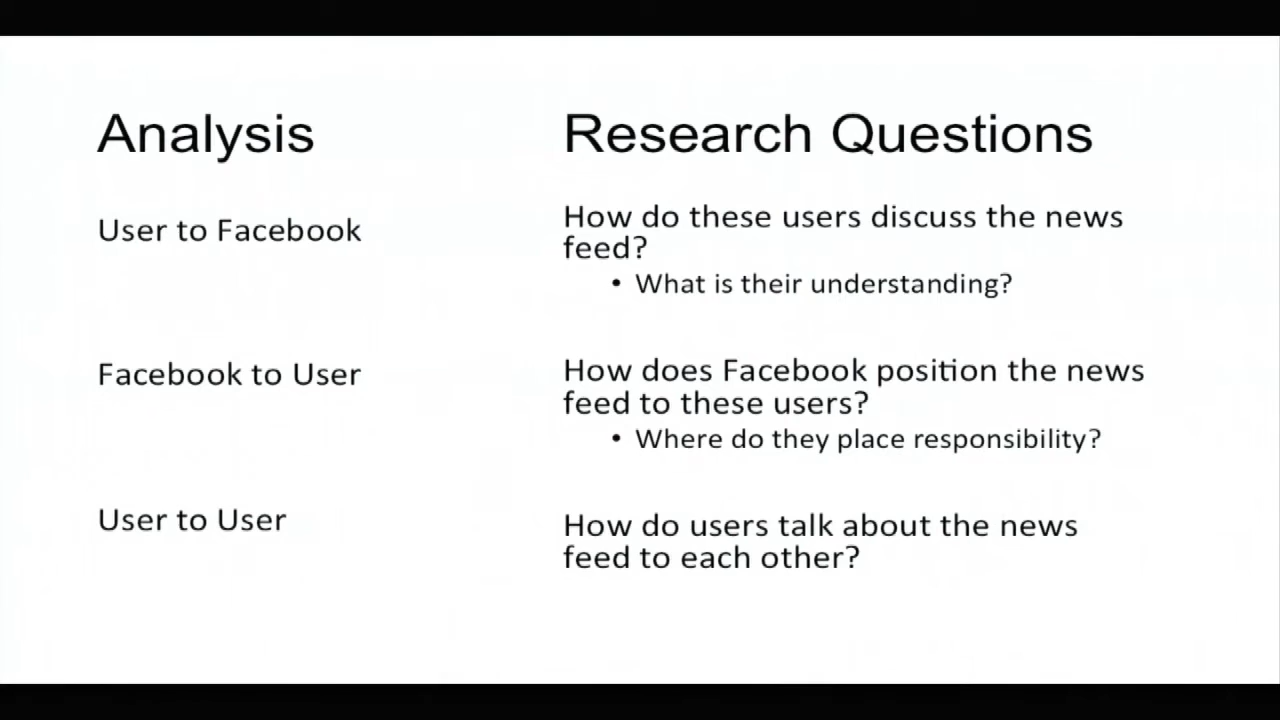 Analysis
Research Questions
User to Facebook
How do these users discuss the news
feed?
• What is their understanding?
Facebook to User
How does Facebook position the news
feed to these users?
• Where do they place responsibility?
User to User
How do users talk about the news
feed to each other?